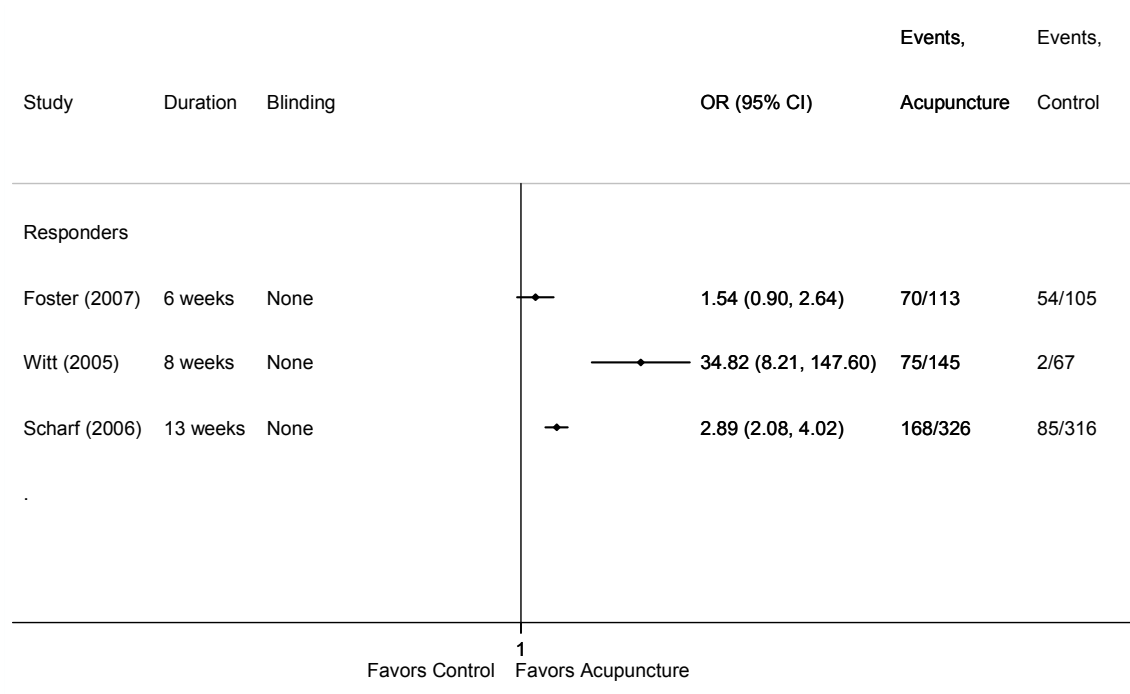 Events, Events,
Study Duration Blinding OR (95% CI) Acupuncture Control
Responders
Foster (2007) 6 weeks None 1.54 (0.90, 2.64) 70/113 54/105
Witt (2005) 8 weeks None 34.82 (8.21, 147.60) 75/145 2/67
Scharf (2006) 13 weeks None 2.89 (2.08, 4.02) 168/326 85/316
.
1
Favors Control Favors Acupuncture